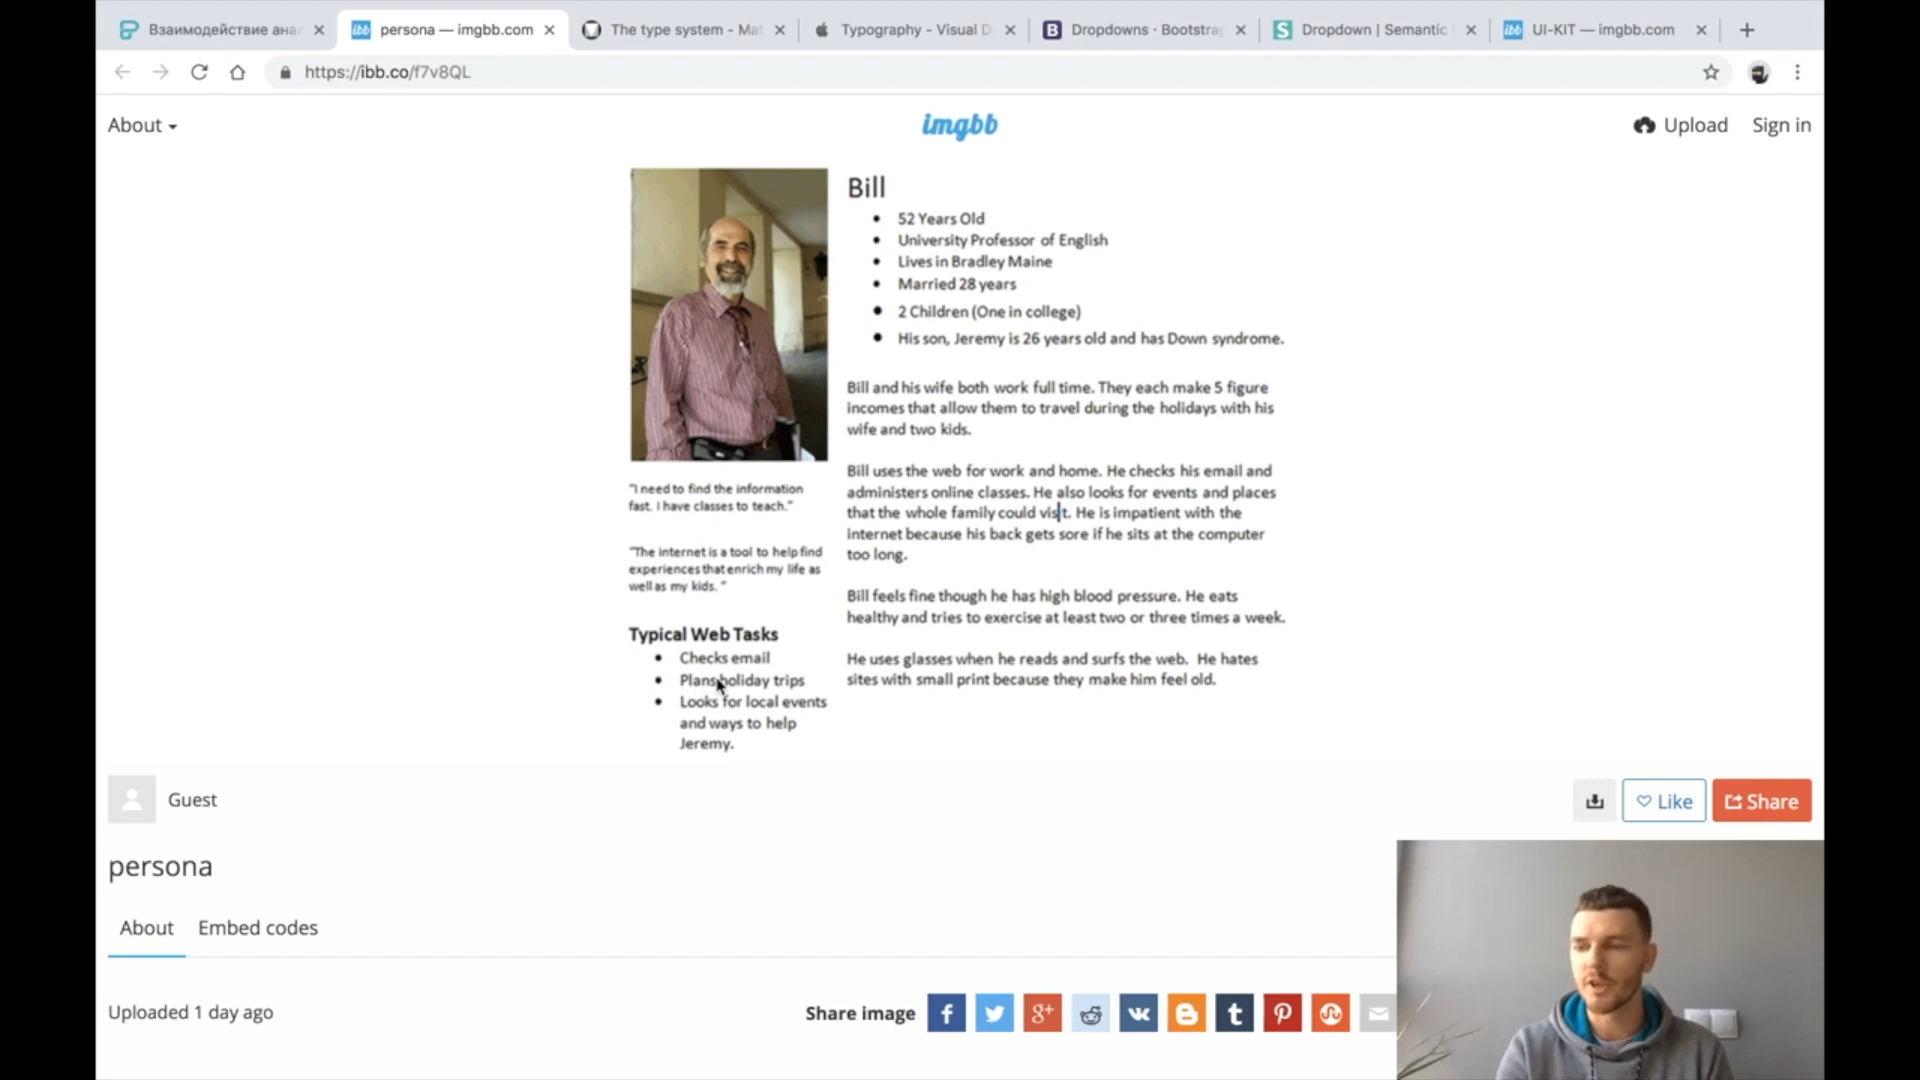 Взаимодействие ана
persona — imgbb.com
The type system - Mat
Typography - Visual D
Dropdowns · Bootstrap
Dropdown | Semantic
UI-KIT — imgbb.com
https://ibb.co/f7v8QL
About
imgbb
Upload
Sign in
Bill
52 Years Old
University Professor of English
Lives in Bradley Maine
Married 28 years
2 Children (One in college)
His son, Jeremy is 26 years old and has Down syndrome.
Bill and his wife both work full time. They each make 5 figure
incomes that allow them to travel during the holidays with his
wife and two kids.
Bill uses the web for work and home. He checks his email and
administers online classes. He also looks for events and places
that the whole family could visit. He is impatient with the
internet because his back gets sore if he sits at the computer
too long.
Bill feels fine though he has high blood pressure. He eats
healthy and tries to exercise at least two or three times a week.
He uses glasses when he reads and surfs the web. He hates
sites with small print because they make him feel old.
"I need to find the information
fast. I have classes to teach."
"The internet is a tool to help find
experiences that enrich my life as
well as my kids. "
Typical Web Tasks
Checks email
Plans holiday trips
Looks for local events
and ways to help
Jeremy.
Guest
Like
Share
persona
About
Embed codes
Uploaded 1 day ago
Share image